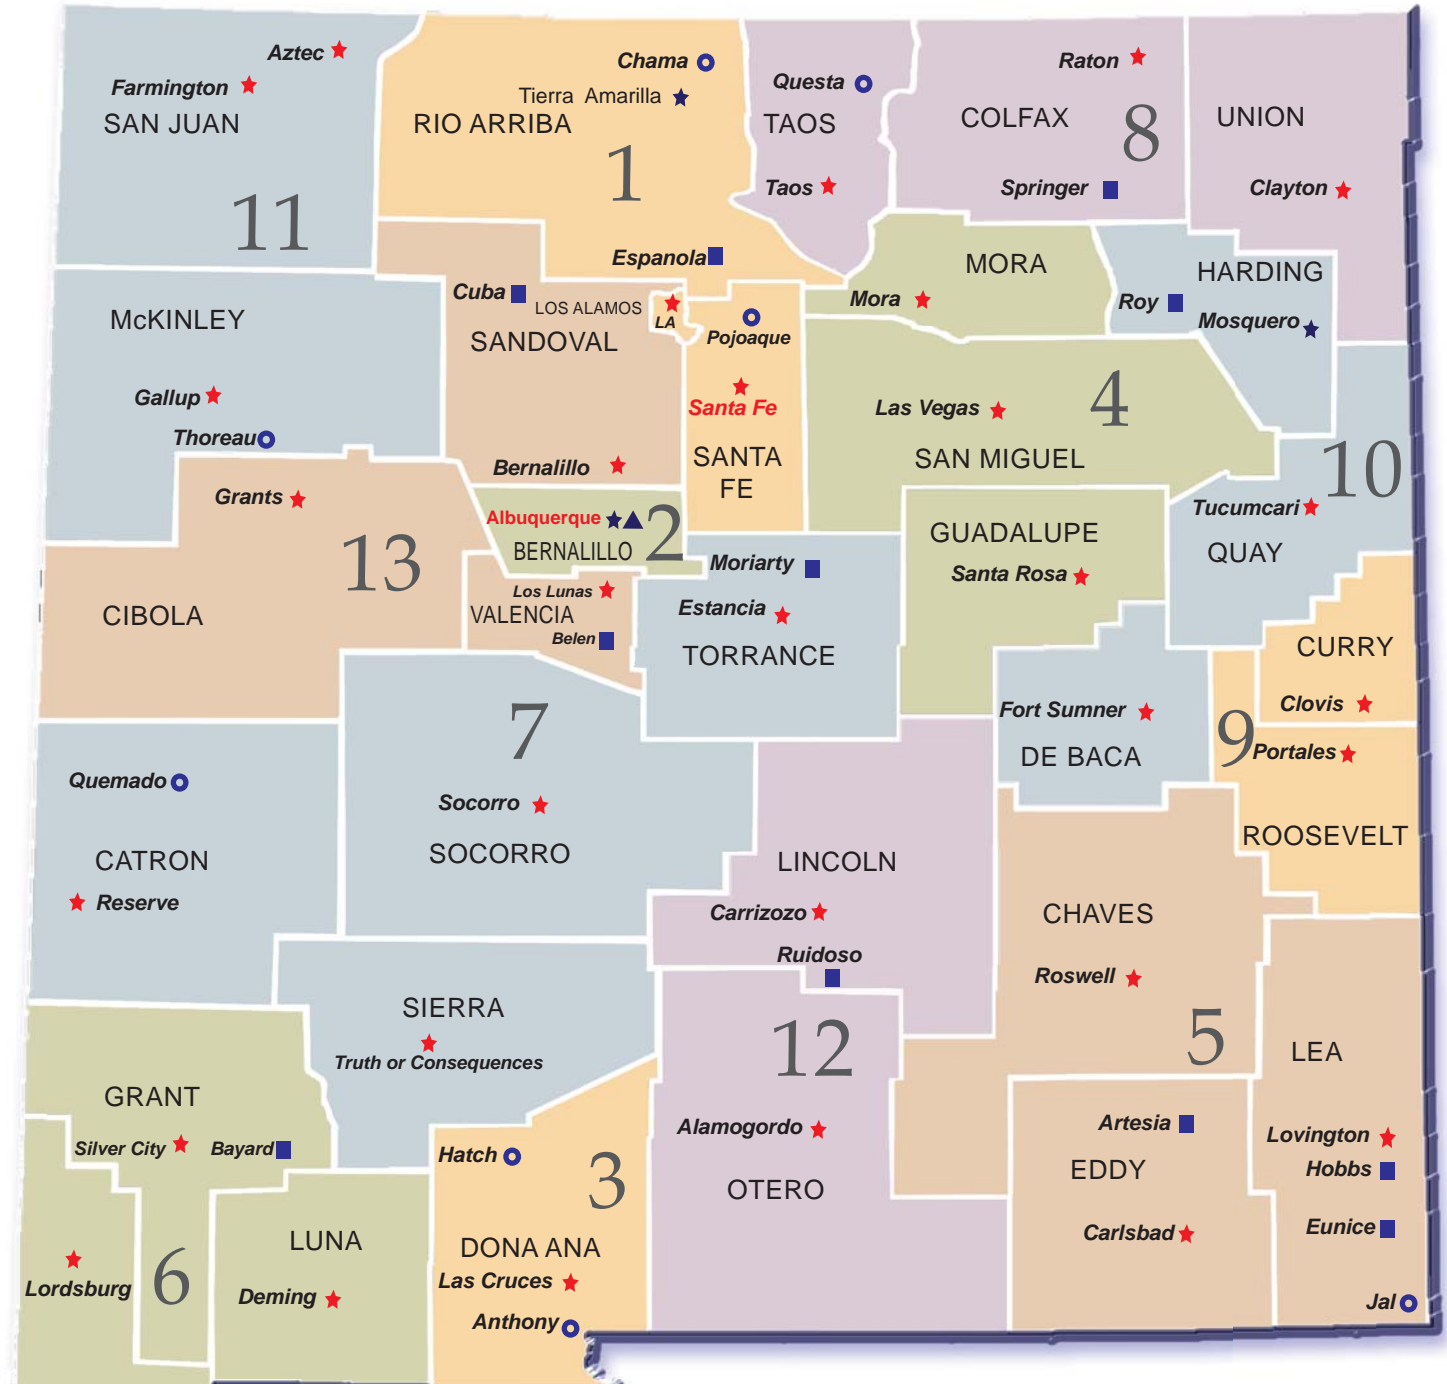 Aztec
Farmington
SAN JUAN
11
Chama
Tierra Amarilla
RIO ARRIBA
1
Espanola
Questa
TAOS
Taos
Raton
COLFAX
8
Springer
UNION
Clayton
McKINLEY
Gallup
Thoreau
Cuba
LOS ALAMOS
LA
SANDOVAL
Bernalillo
Pojoaque
Santa Fe
SANTA
FE
MORA
Mora
HARDING
Roy
Mosquero
Las Vegas
4
SAN MIGUEL
10
Tucumcari
QUAY
Grants
13
CIBOLA
Albuquerque
2
BERNALILLO
Los Lunas
VALENCIA
Belen
Moriarty
Estancia
TORRANCE
GUADALUPE
Santa Rosa
CURRY
Clovis
9
Portales
ROOSEVELT
Fort Sumner
DE BACA
7
Socorro
SOCORRO
Quemado
CATRON
Reserve
LINCOLN
Carrizozo
Ruidoso
CHAVES
Roswell
5
SIERRA
Truth or Consequences
12
Alamogordo
OTERO
LEA
Lovington
Hobbs
Eunice
Jal
Artesia
EDDY
Carlsbad
GRANT
Silver City
Bayard
Lordsburg
6
LUNA
Deming
Hatch
3
DONA ANA
Las Cruces
Anthony